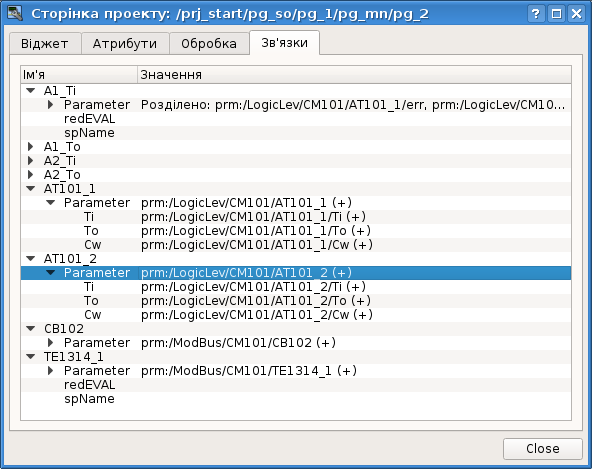 Сторінка проекту: /prj_start/pg_so/pg_1/pg_mn/pg_2
Віджет Атрибути Обробка Зв'язки
Ім'я Значення
A1_Ti
Parameter Розділено: prm:/LogicLev/CM101/AT101_1/err, prm:/LogicLev/CM10...
redEVAL
spName
A1_To
A2_Ti
A2_To
AT101_1
Parameter prm:/LogicLev/CM101/AT101_1 (+)
Ti prm:/LogicLev/CM101/AT101_1/Ti (+)
To prm:/LogicLev/CM101/AT101_1/To (+)
Cw prm:/LogicLev/CM101/AT101_1/Cw (+)
AT101_2
Parameter prm:/LogicLev/CM101/AT101_2 (+)
Ti prm:/LogicLev/CM101/AT101_2/Ti (+)
To prm:/LogicLev/CM101/AT101_2/To (+)
Cw prm:/LogicLev/CM101/AT101_2/Cw (+)
CB102
Parameter prm:/ModBus/CM101/CB102 (+)
TE1314_1
Parameter prm:/ModBus/CM101/TE1314_1 (+)
redEVAL
spName
Close